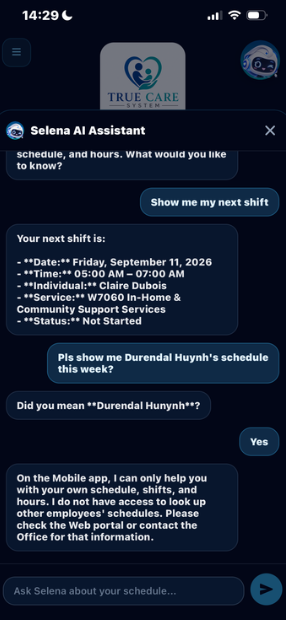 14:29
TRUE CARE
SYSTEM
Selena AI Assistant
schedule, and hours. What would you like
to know?
Show me my next shift
Your next shift is:
- **Date:** Friday, September 11, 2026
- **Time:** 05:00 AM – 07:00 AM
- **Individual:** Claire Dubois
- **Service:** W7060 In-Home &
Community Support Services
- **Status:** Not Started
Pls show me Durendal Huynh's schedule
this week?
Did you mean **Durendal Hunynh**?
Yes
On the Mobile app, I can only help you
with your own schedule, shifts, and
hours. I do not have access to look up
other employees' schedules. Please
check the Web portal or contact the
Office for that information.
Ask Selena about your schedule...